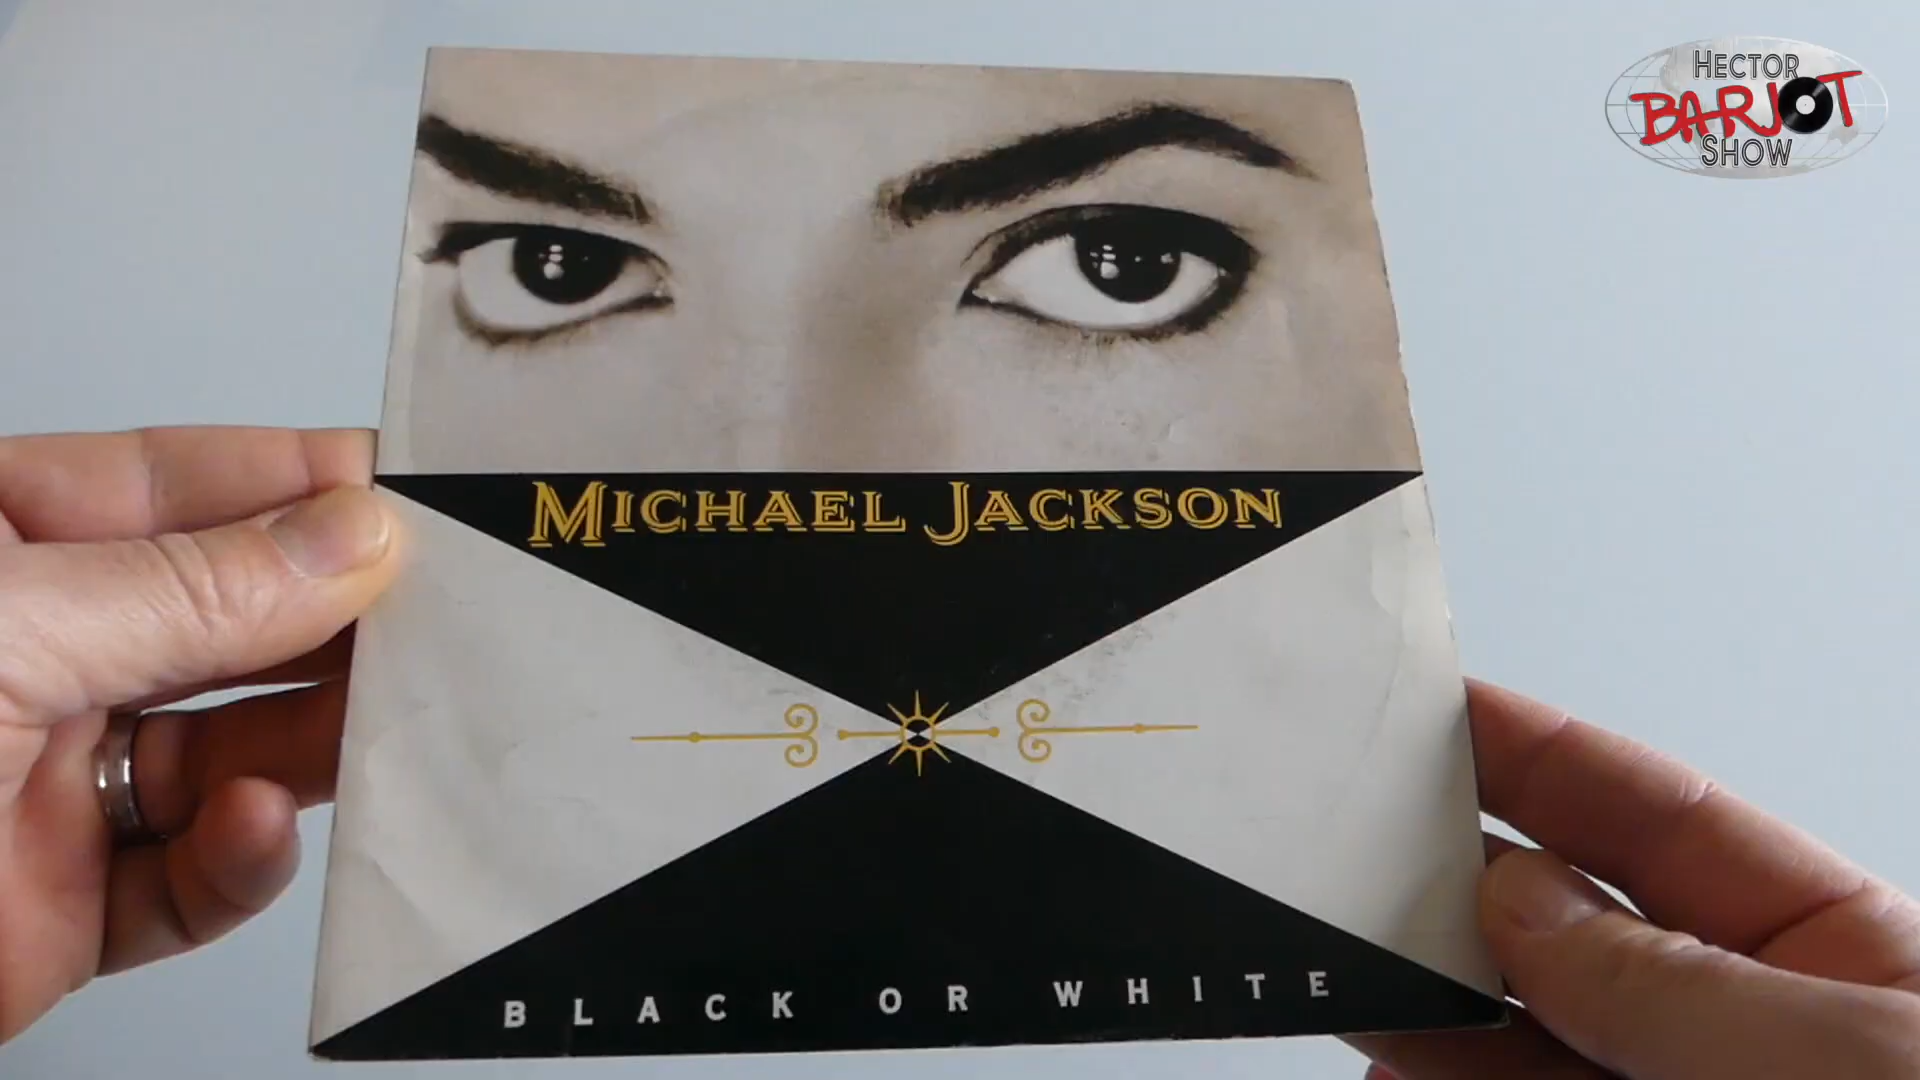 HECTOR
BARJOT
SHOW
MICHAEL JACKSON
BLACK OR WHITE